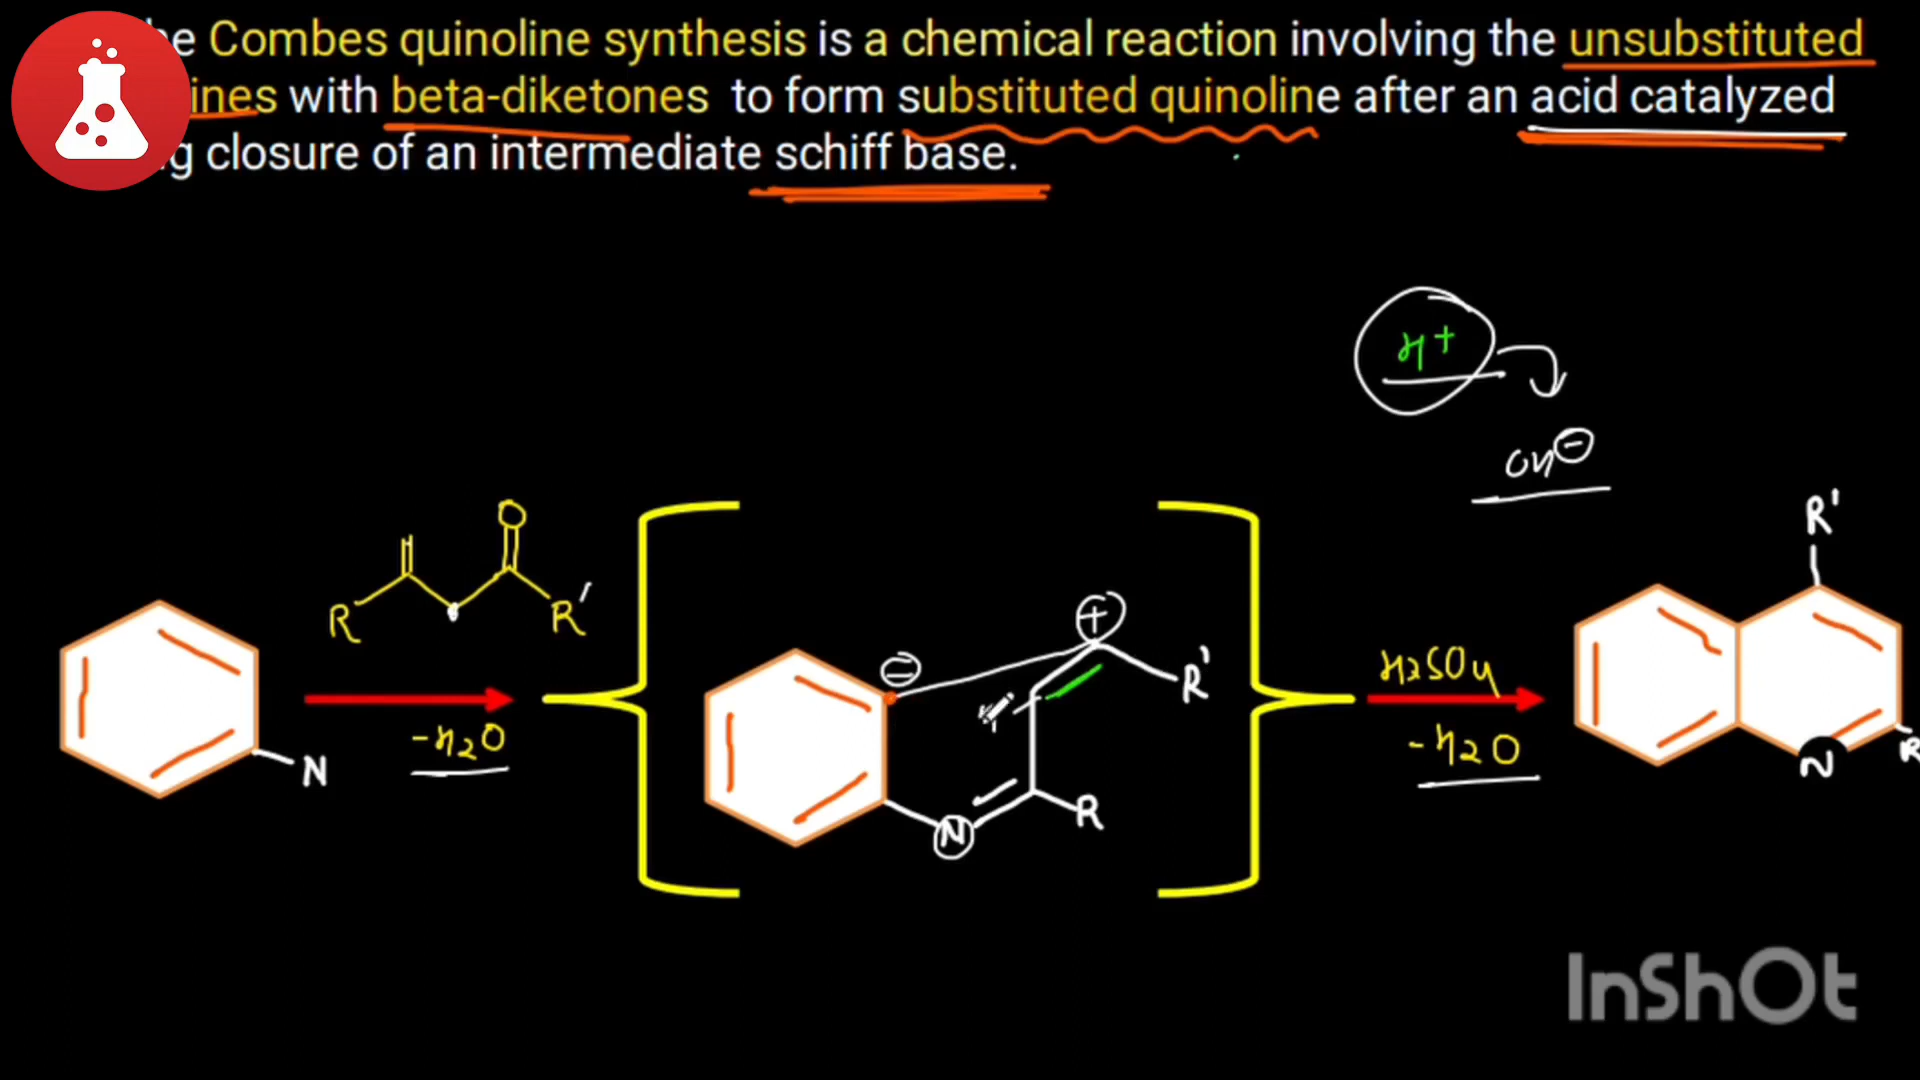 he Combes quinoline synthesis is a chemical reaction involving the unsubstituted
ines with beta-diketones to form substituted quinoline after an acid catalyzed
g closure of an intermediate schiff base.
H+
OH⊖
R'
O
R R'
⊕
⊖
R'
H2SO4
-H2O
-H2O
N
R
N
N
R
InShOt